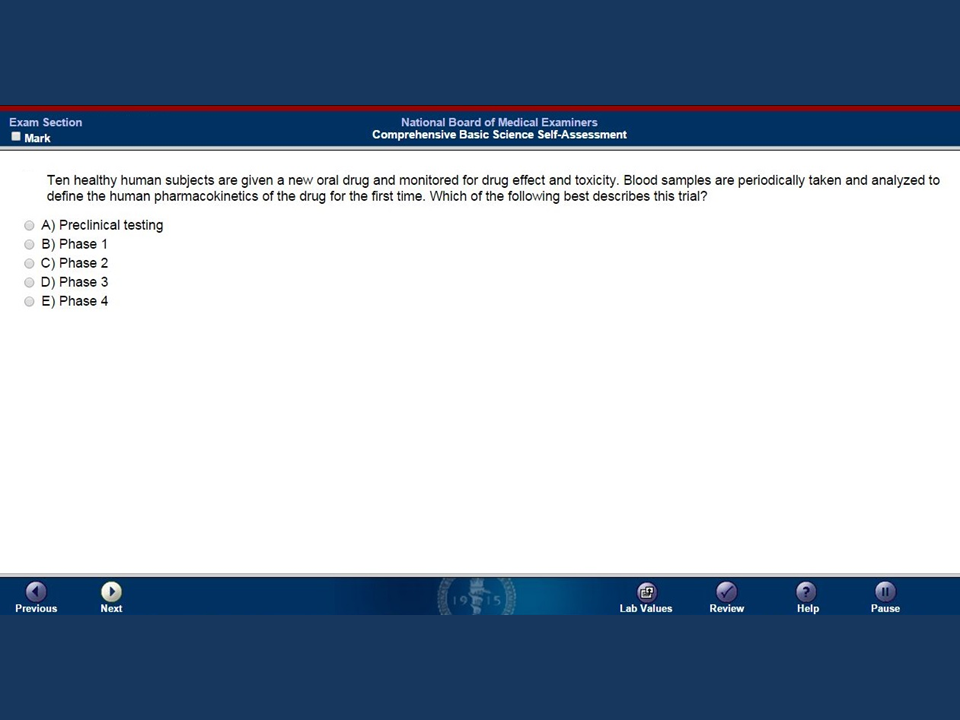 Exam Section
Mark
National Board of Medical Examiners
Comprehensive Basic Science Self-Assessment
Ten healthy human subjects are given a new oral drug and monitored for drug effect and toxicity. Blood samples are periodically taken and analyzed to
define the human pharmacokinetics of the drug for the first time. Which of the following best describes this trial?
A) Preclinical testing
B) Phase 1
C) Phase 2
D) Phase 3
E) Phase 4
1915
Previous
Next
Lab Values
Review
Help
Pause